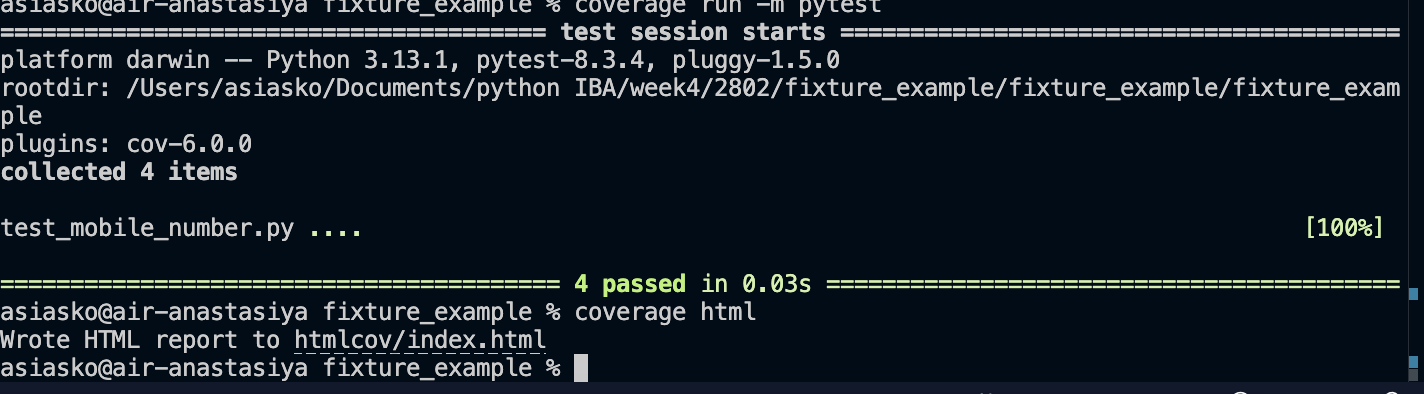 asiasko@air-anastasiya fixture_example % coverage run -m pytest
======================================= test session starts ========================================
platform darwin -- Python 3.13.1, pytest-8.3.4, pluggy-1.5.0
rootdir: /Users/asiasko/Documents/python IBA/week4/2802/fixture_example/fixture_example/fixture_exam
ple
plugins: cov-6.0.0
collected 4 items
test_mobile_number.py .... [100%]
======================================== 4 passed in 0.03s =========================================
asiasko@air-anastasiya fixture_example % coverage html
Wrote HTML report to htmlcov/index.html
asiasko@air-anastasiya fixture_example %